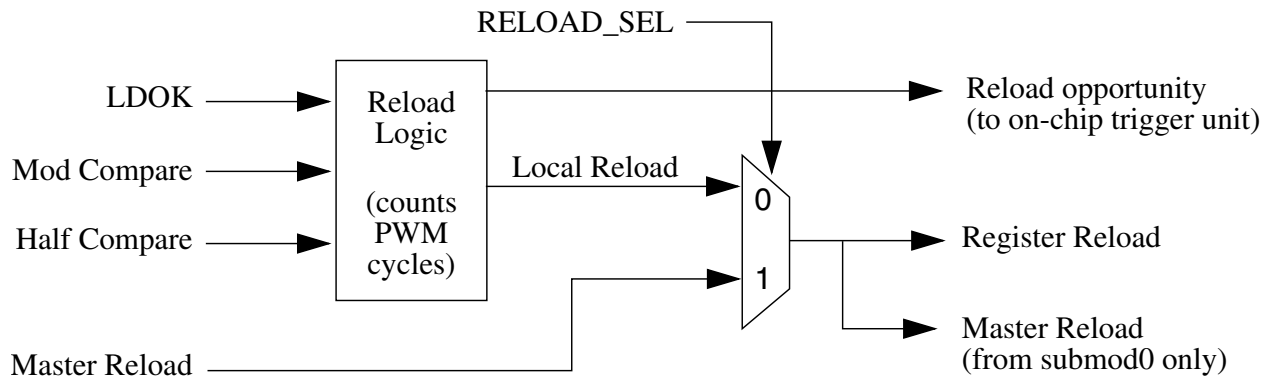 RELOAD_SEL
LDOK
Mod Compare
Half Compare
Master Reload
Reload
Logic
(counts
PWM
cycles)
Local Reload
0
1
Reload opportunity
(to on-chip trigger unit)
Register Reload
Master Reload
(from submod0 only)